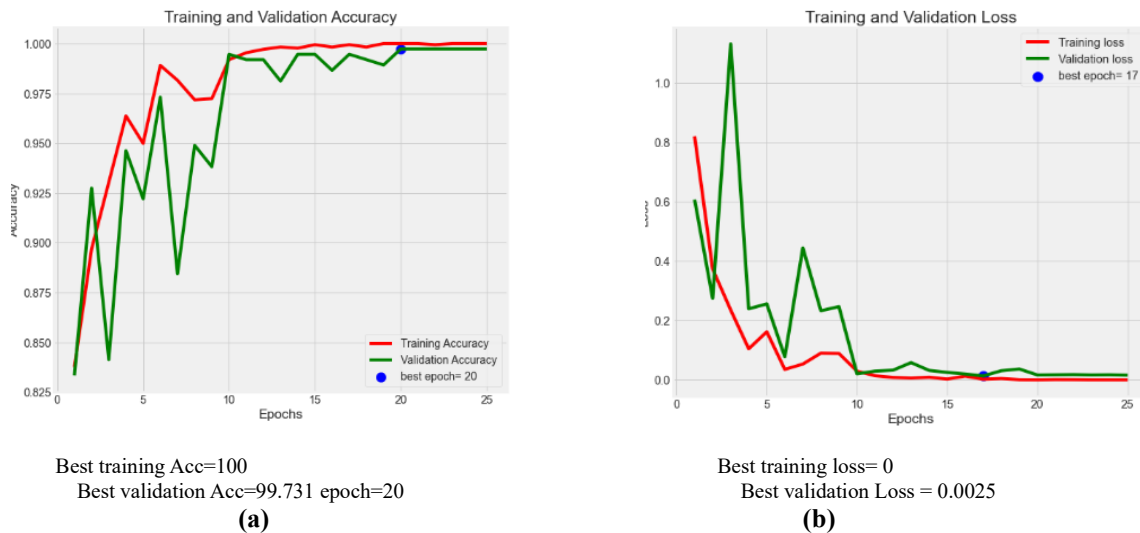 Training and Validation Accuracy
1.000
0.975
0.950
0.925
0.900
0.875
0.850
0.825
Accuracy
Training Accuracy
Validation Accuracy
best epoch= 20
0 5 10 15 20 25
Epochs
Best training Acc=100
Best validation Acc=99.731 epoch=20
(a)
Training and Validation Loss
Training loss
Validation loss
best epoch= 17
1.0
0.8
0.6
0.4
0.2
0.0
Loss
0 5 10 15 20 25
Epochs
Best training loss= 0
Best validation Loss = 0.0025
(b)